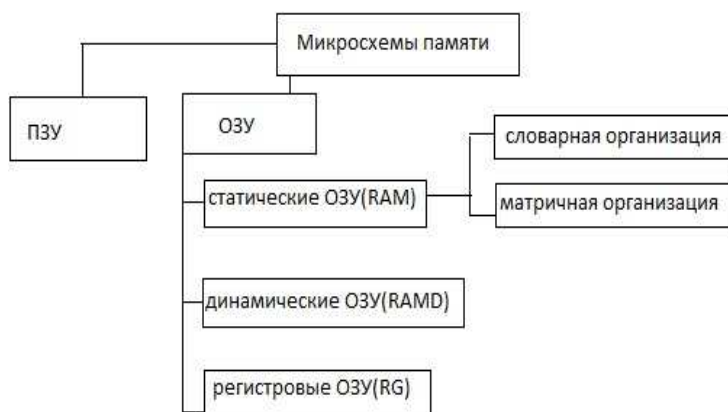 Микросхемы памяти
ПЗУ
ОЗУ
словарная организация
статические ОЗУ(RAM)
матричная организация
динамические ОЗУ(RAMD)
регистровые ОЗУ(RG)